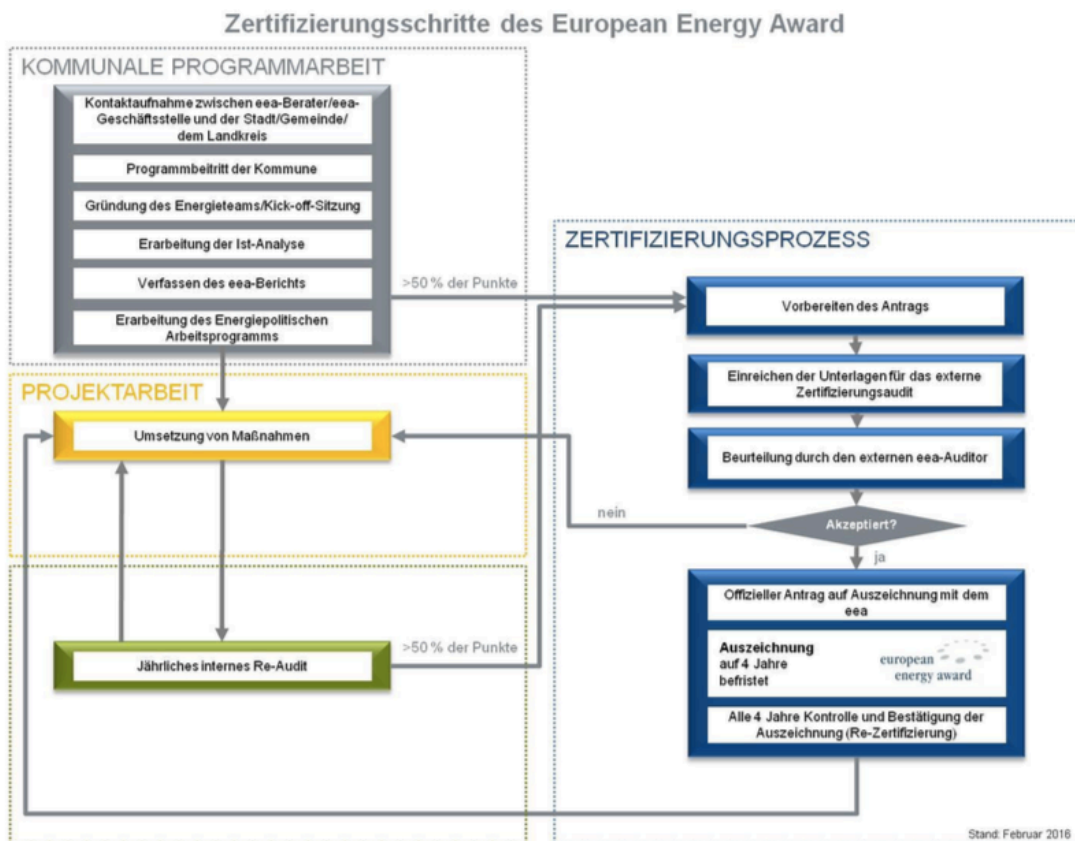 Zertifizierungsschritte des European Energy Award
KOMMUNALE PROGRAMMARBEIT
Kontaktaufnahme zwischen eea-Berater/eea-
Geschäftsstelle und der Stadt/Gemeinde/
dem Landkreis
Programmbeitritt der Kommune
Gründung des Energieteams/Kick-off-Sitzung
Erarbeitung der Ist-Analyse
Verfassen des eea-Berichts
Erarbeitung des Energiepolitischen
Arbeitsprogramms
>50 % der Punkte
PROJEKTARBEIT
Umsetzung von Maßnahmen
nein
Jährliches internes Re-Audit
>50 % der Punkte
ZERTIFIZIERUNGSPROZESS
Vorbereiten des Antrags
Einreichen der Unterlagen für das externe
Zertifizierungsaudit
Beurteilung durch den externen eea-Auditor
Akzeptiert?
ja
Offizieller Antrag auf Auszeichnung mit dem
eea
Auszeichnung
auf 4 Jahre
befristet
european
energy award
Alle 4 Jahre Kontrolle und Bestätigung der
Auszeichnung (Re-Zertifizierung)
Stand: Februar 2016